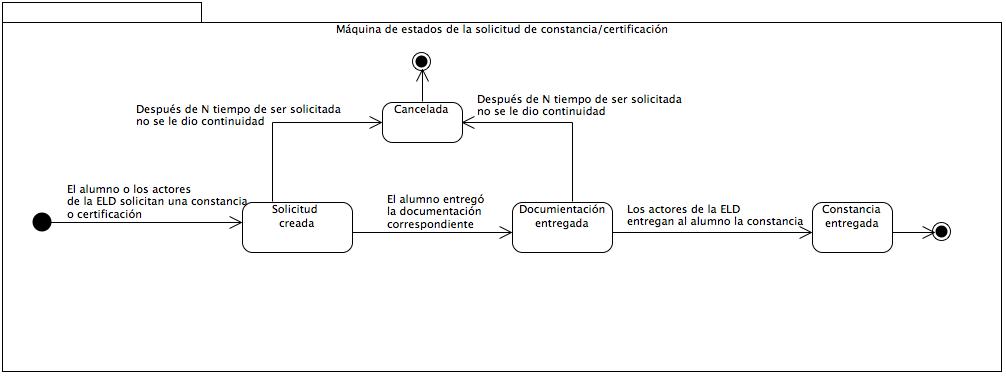 Máquina de estados de la solicitud de constancia/certificación
Después de N tiempo de ser solicitada
no se le dio continuidad
Cancelada
Después de N tiempo de ser solicitada
no se le dio continuidad
El alumno o los actores
de la ELD solicitan una constancia
o certificación
Solicitud
creada
El alumno entregó
la documentación
correspondiente
Documientación
entregada
Los actores de la ELD
entregan al alumno la constancia
Constancia
entregada